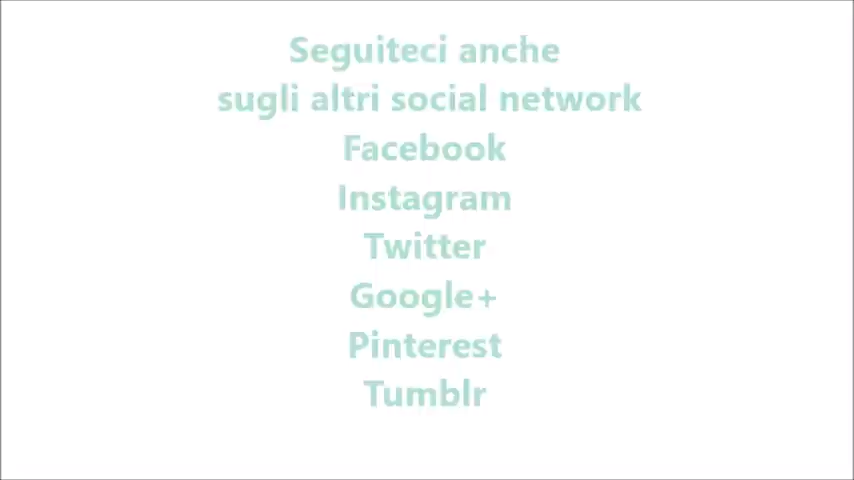 Seguiteci anche
sugli altri social network
Facebook
Instagram
Twitter
Google+
Pinterest
Tumblr